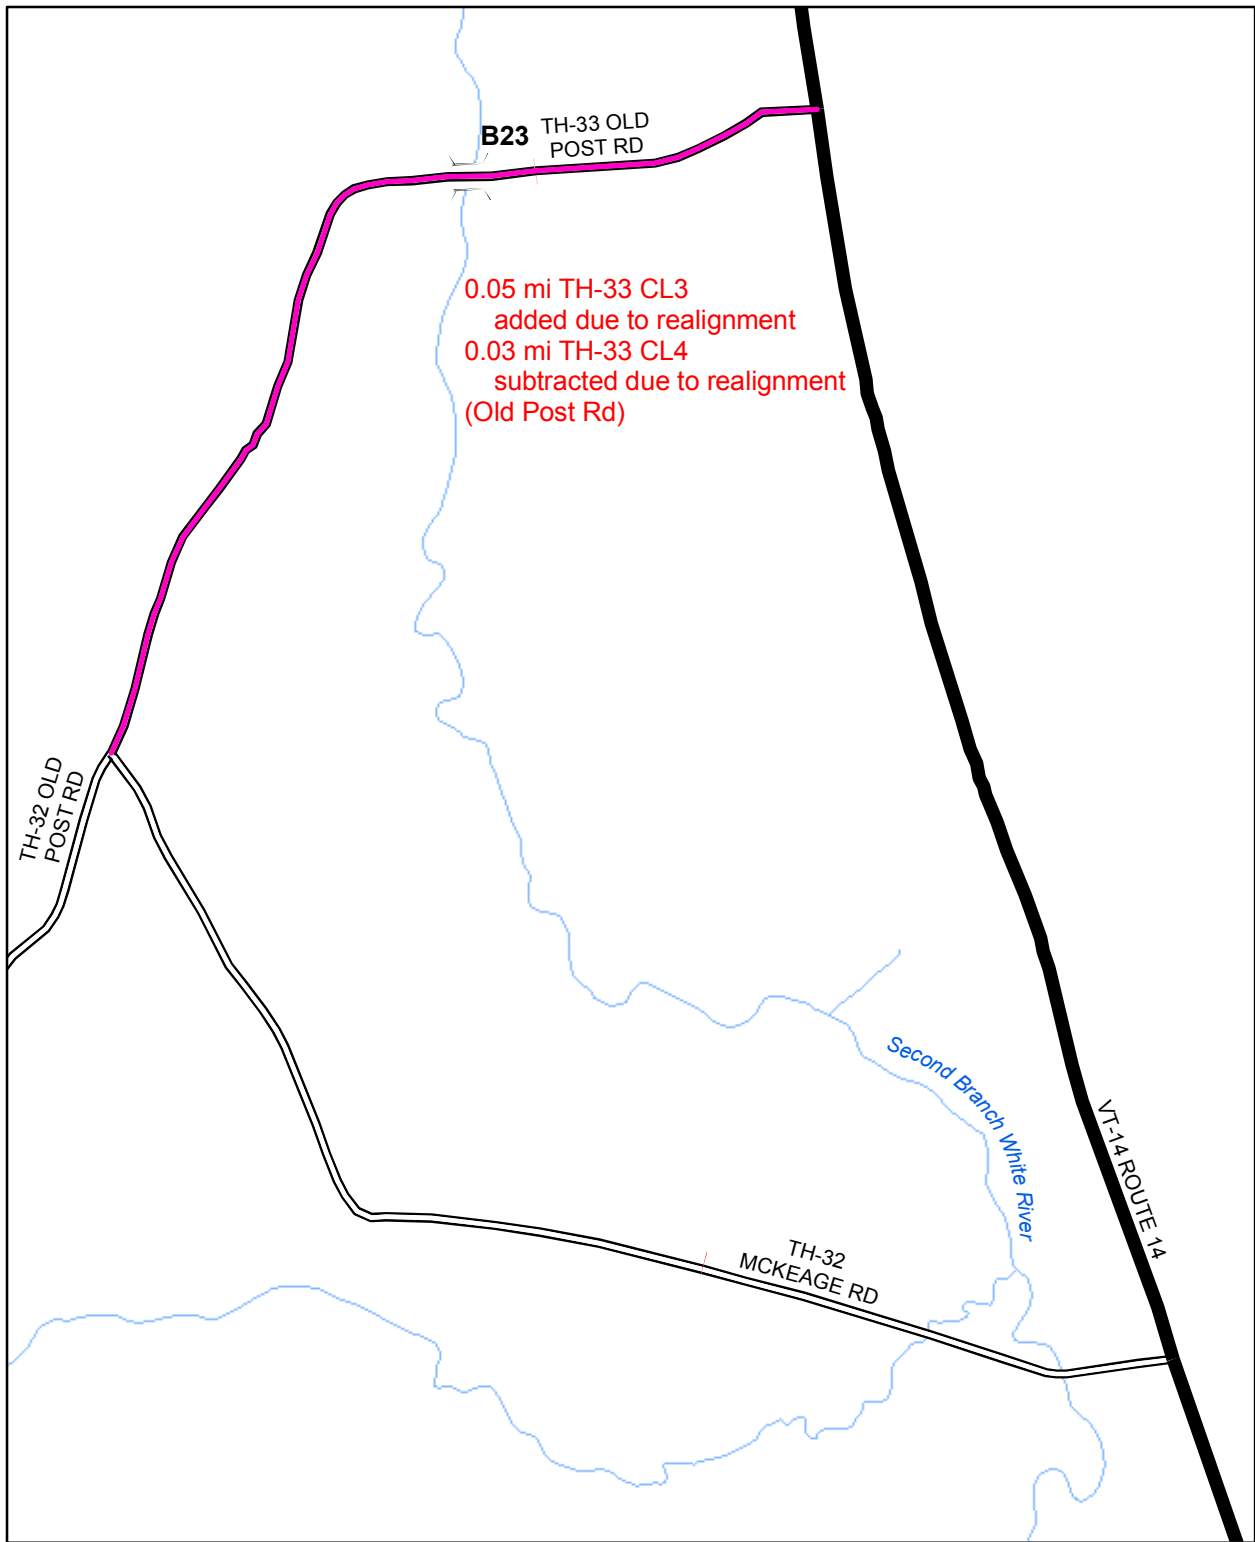 B23
TH-33 OLD
POST RD
0.05 mi TH-33 CL3
added due to realignment
0.03 mi TH-33 CL4
subtracted due to realignment
(Old Post Rd)
TH-32 OLD
POST RD
Second Branch White River
VT-14 ROUTE 14
TH-32
MCKEAGE RD